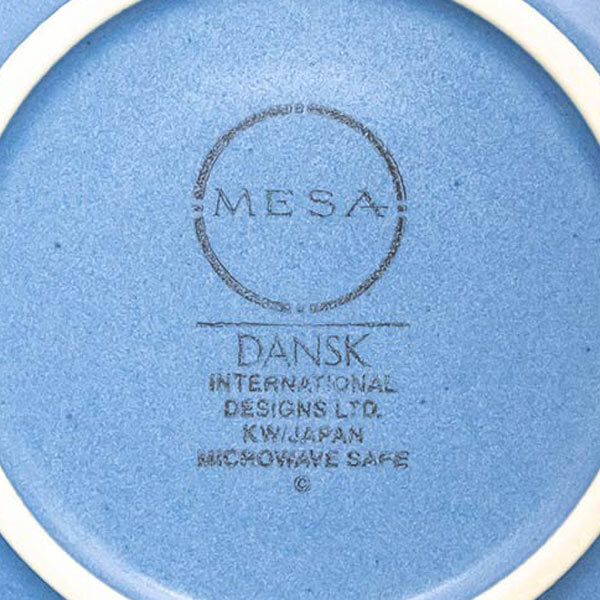 MESA
DANSK
INTERNATIONAL
DESIGNS LTD.
KW/JAPAN
MICROWAVE SAFE
©